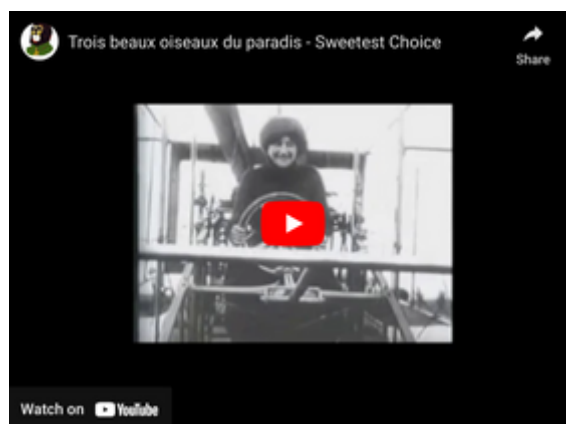 Trois beaux oiseaux du paradis - Sweetest Choice
Share
Watch on YouTube